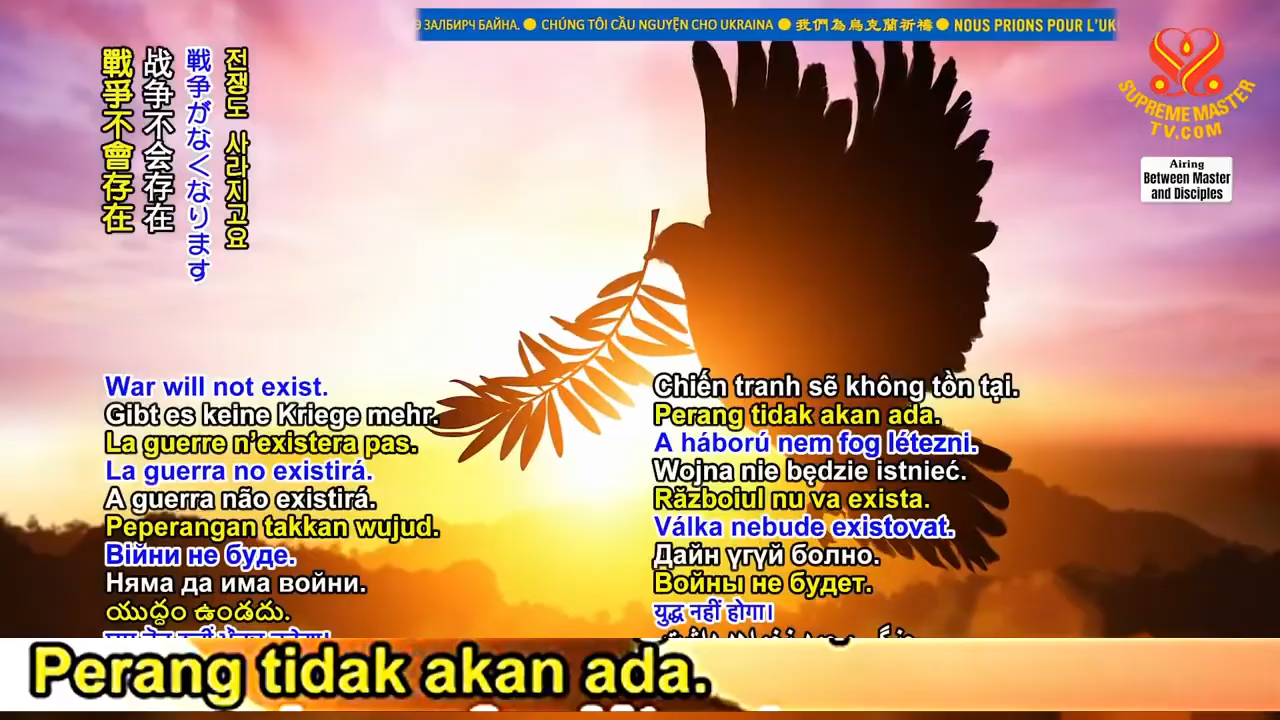 Э ЗАЛБИРЧ БАЙНА. ● CHÚNG TÔI CẦU NGUYỆN CHO UKRAINA ● 我們為烏克蘭祈禱 ● NOUS PRIONS POUR L'UK
SUPREME MASTER
TV.COM
Airing
Between Master
and Disciples
전쟁도 사라지고요
戦争がなくなります
战争不会存在
戰爭不會存在
War will not exist.
Gibt es keine Kriege mehr.
La guerre n'existera pas.
La guerra no existirá.
A guerra não existirá.
Peperangan takkan wujud.
Війни не буде.
Няма да има войни.
యుద్ధం ఉండదు.
Chiến tranh sẽ không tồn tại.
Perang tidak akan ada.
A háború nem fog létezni.
Wojna nie będzie istnieć.
Războiul nu va exista.
Válka nebude existovat.
Дайн үгүй болно.
Войны не будет.
युद्ध नहीं होगा।
Perang tidak akan ada.